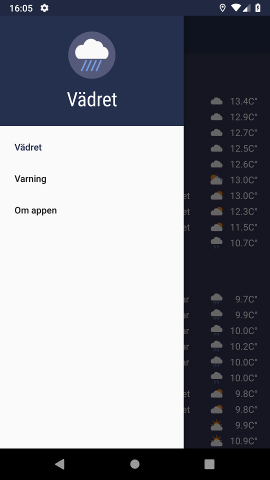 16:05
Vädret
Vädret
Varning
Om appen
13.4C°
12.9C°
12.7C°
12.5C°
12.6C°
13.0C°
et 13.0C°
et 12.3C°
et 11.5C°
10.7C°
ar 9.7C°
ar 9.9C°
ar 10.0C°
ar 10.2C°
ar 10.0C°
10.0C°
et 9.8C°
et 9.8C°
9.9C°
10.9C°